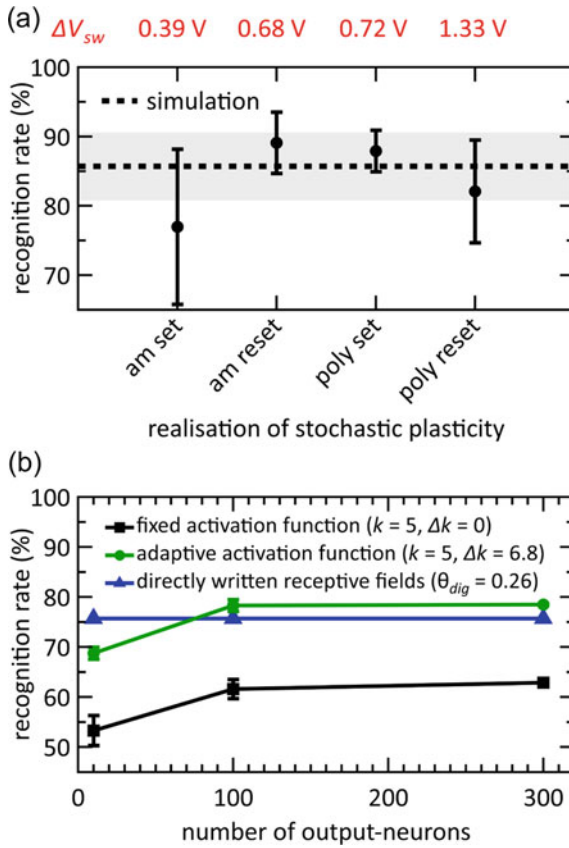 (a)
ΔV_sw 0.39 V 0.68 V 0.72 V 1.33 V
100
90
80
70
recognition rate (%)
simulation
am set
am reset
poly set
poly reset
realisation of stochastic plasticity
(b)
100
90
80
70
60
50
recognition rate (%)
fixed activation function (k = 5, Δk = 0)
adaptive activation function (k = 5, Δk = 6.8)
directly written receptive fields (θ_dig = 0.26)
0 100 200 300
number of output-neurons